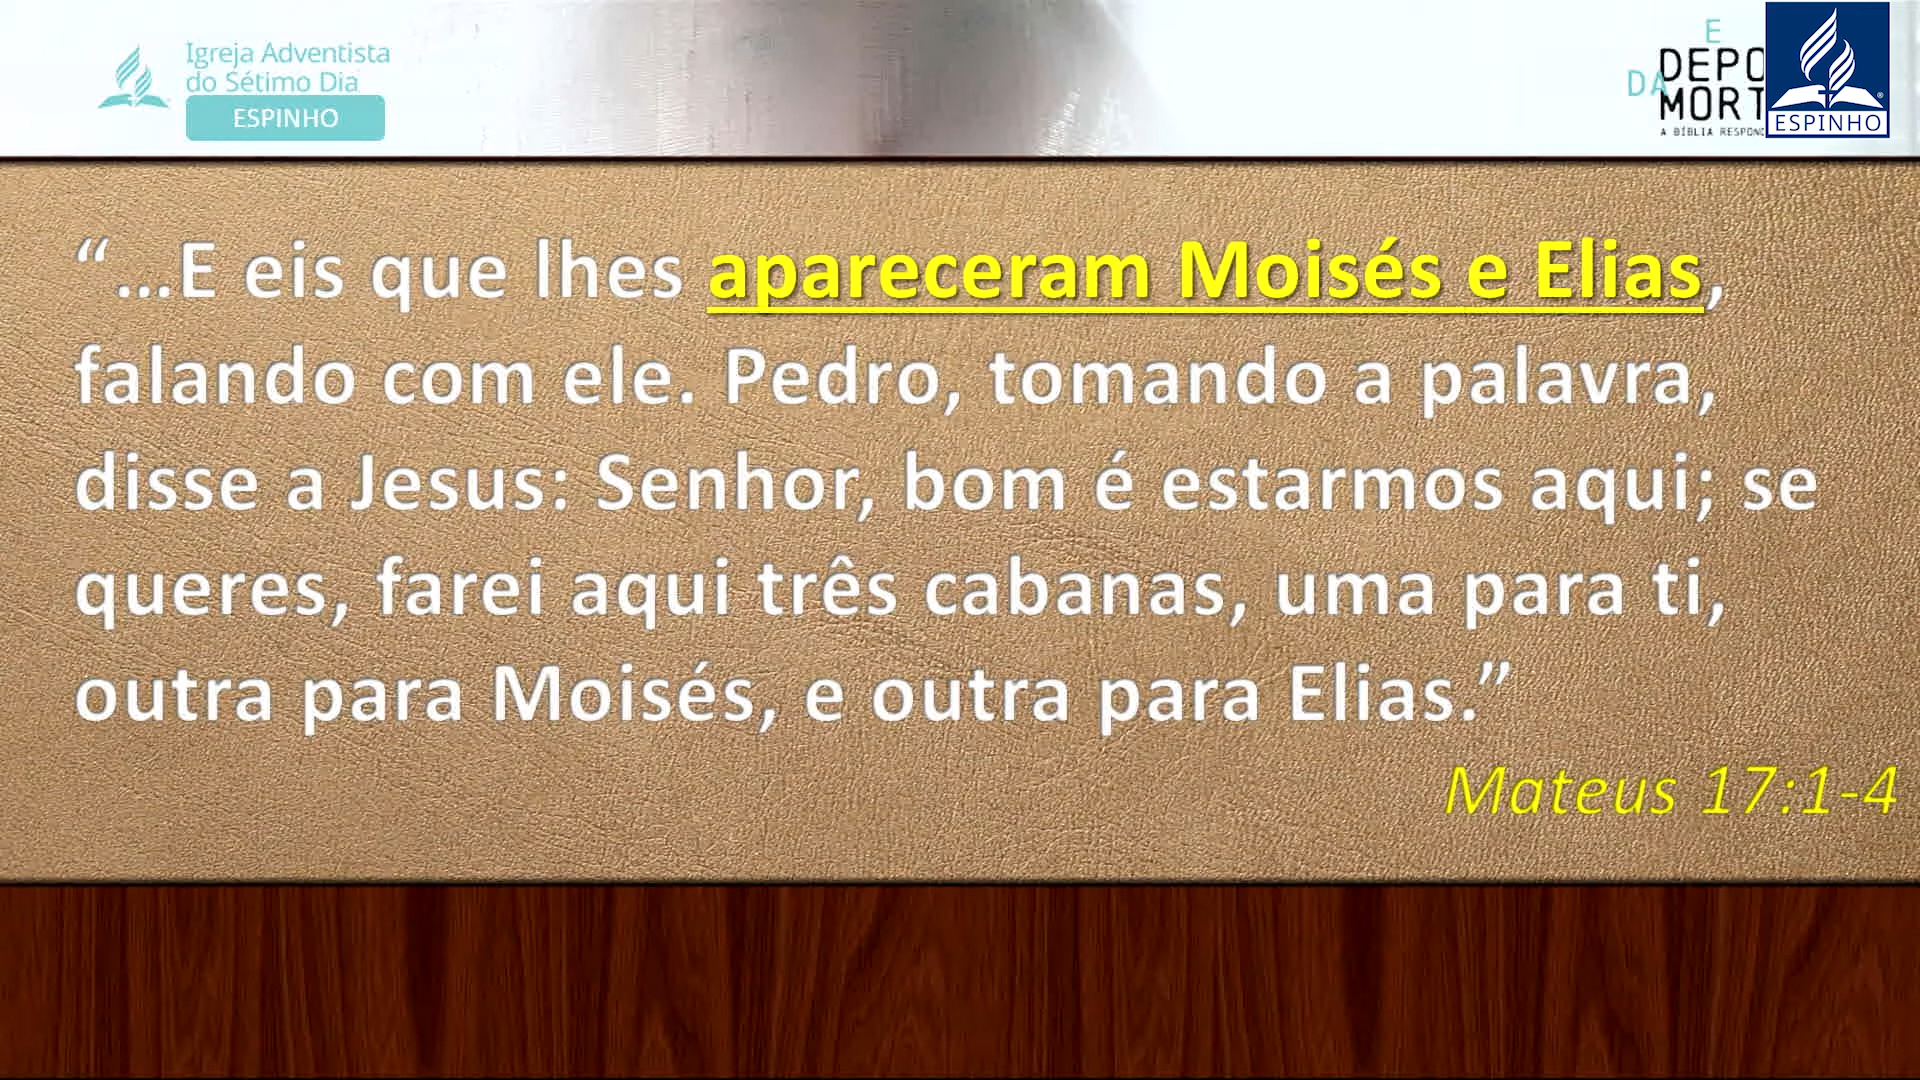 Igreja Adventista
do Sétimo Dia
ESPINHO
E
DEPO
DA
MORT
A BÍBLIA RESPOND
ESPINHO
“...E eis que lhes apareceram Moisés e Elias,
falando com ele. Pedro, tomando a palavra,
disse a Jesus: Senhor, bom é estarmos aqui; se
queres, farei aqui três cabanas, uma para ti,
outra para Moisés, e outra para Elias.”
Mateus 17:1-4